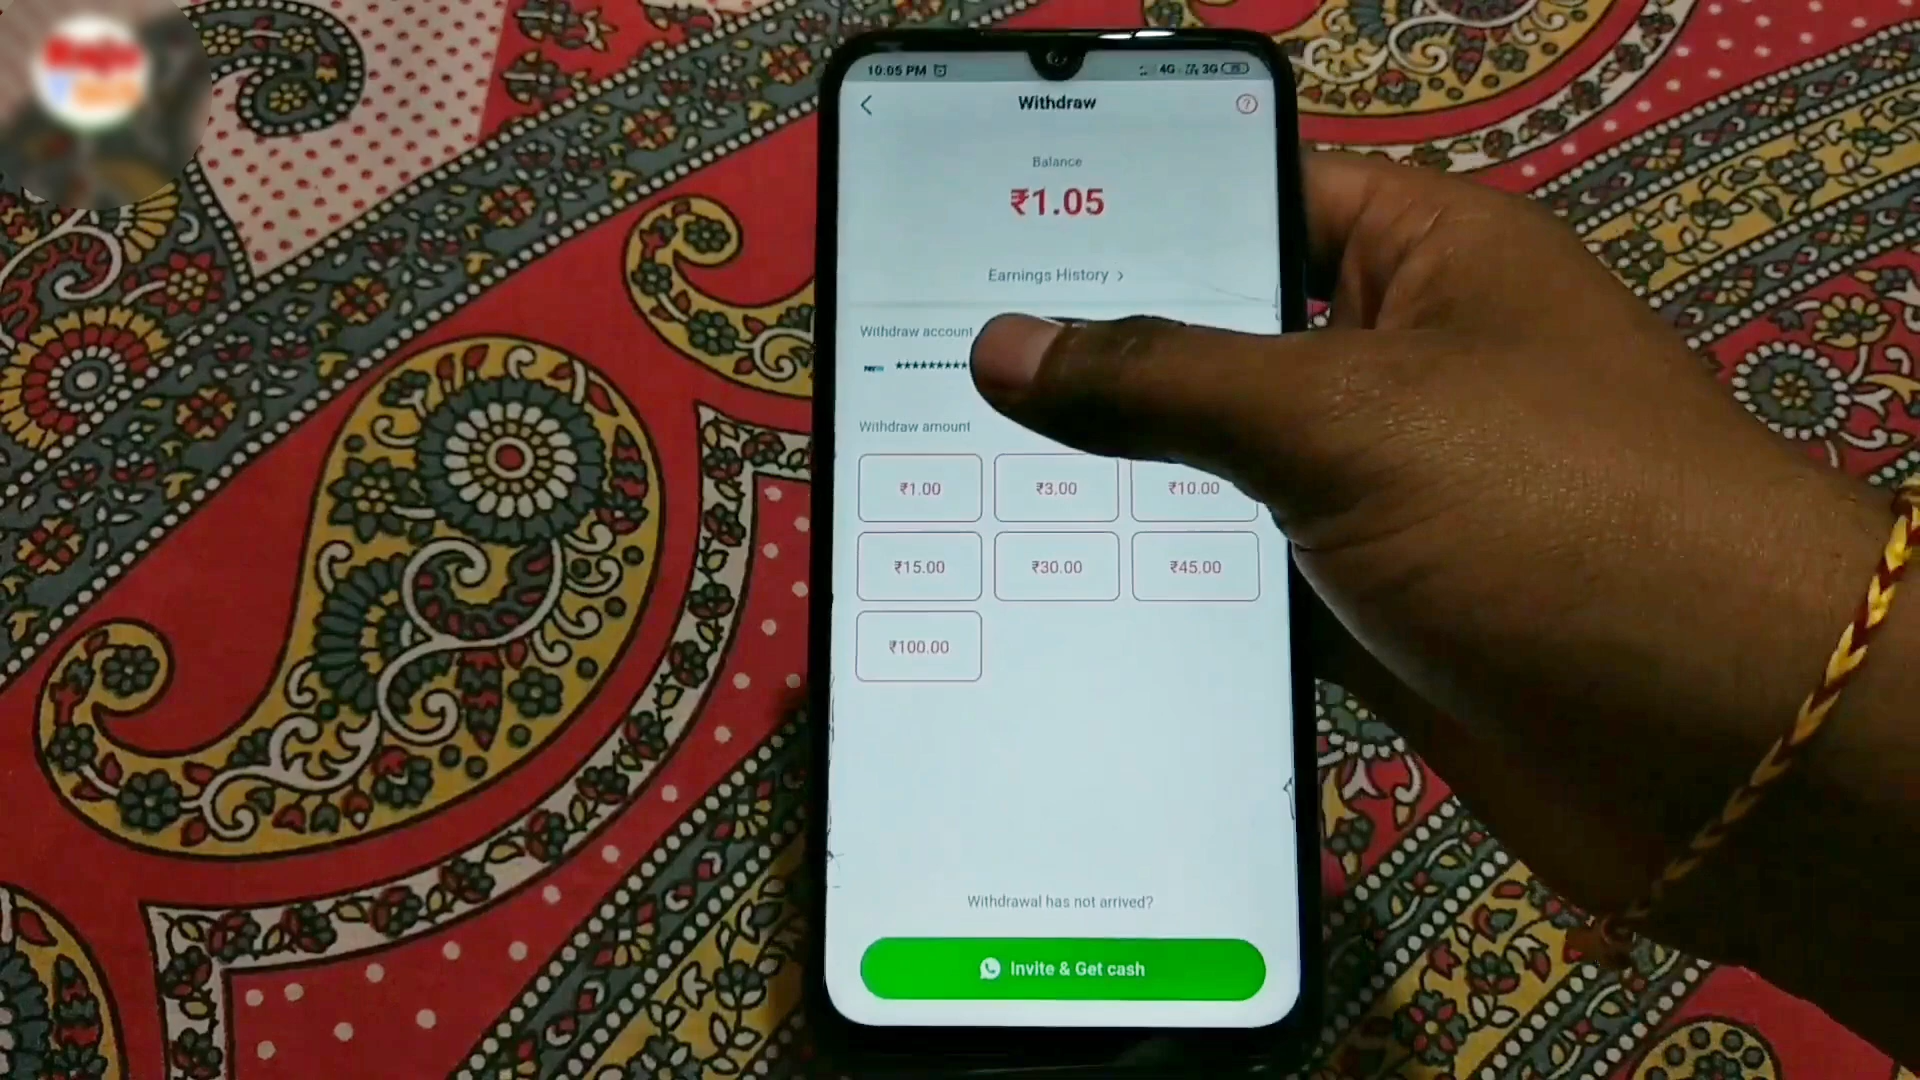 10.05 PM
4G 3G
Withdraw
?
Balance
₹1.05
Earnings History >
Withdraw account
*********
Withdraw amount
₹1.00 ₹3.00 ₹10.00
₹15.00 ₹30.00 ₹45.00
₹100.00
Withdrawal has not arrived?
Invite & Get cash